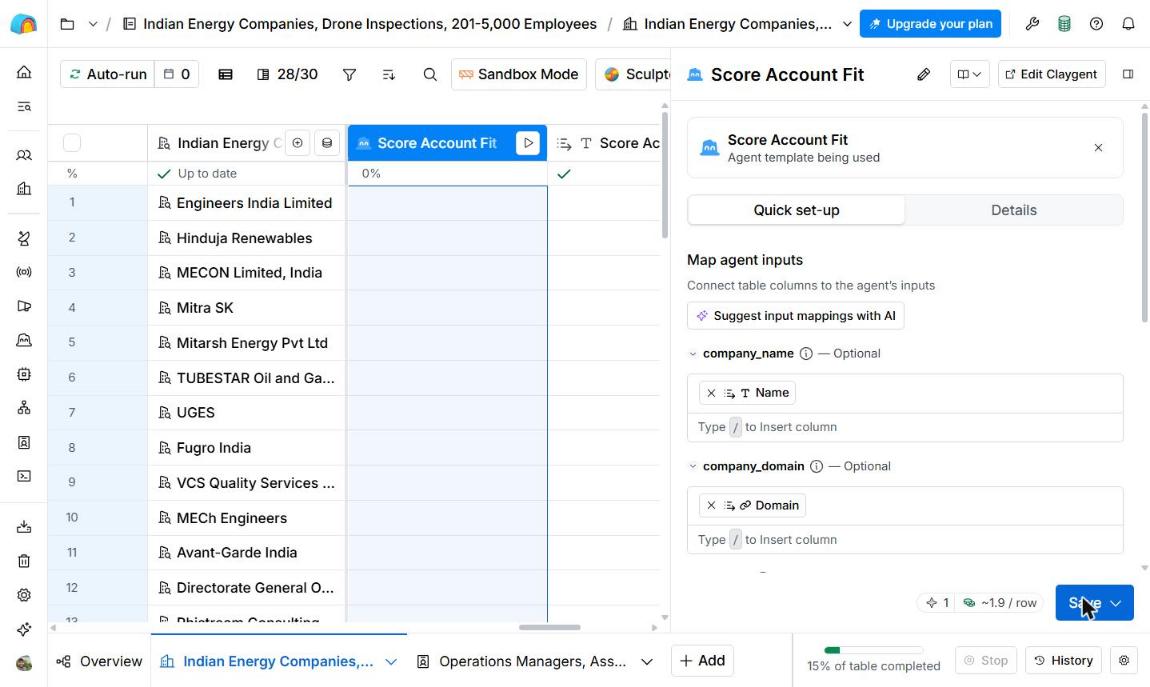 / Indian Energy Companies, Drone Inspections, 201-5,000 Employees / Indian Energy Companies,... Upgrade your plan
Auto-run 0 28/30 Sandbox Mode Sculpt
Score Account Fit Edit Claygent
Score Account Fit
Agent template being used
Quick set-up Details
Map agent inputs
Connect table columns to the agent's inputs
Suggest input mappings with AI
company_name — Optional
T Name
Type / to Insert column
company_domain — Optional
Domain
Type / to Insert column
1 ~1.9 / row
Indian Energy C Score Account Fit T Score Ac
% Up to date 0%
1 Engineers India Limited
2 Hinduja Renewables
3 MECON Limited, India
4 Mitra SK
5 Mitarsh Energy Pvt Ltd
6 TUBESTAR Oil and Ga...
7 UGES
8 Fugro India
9 VCS Quality Services ...
10 MECh Engineers
11 Avant-Garde India
12 Directorate General O...
13
Overview Indian Energy Companies,... Operations Managers, Ass... + Add
15% of table completed Stop History